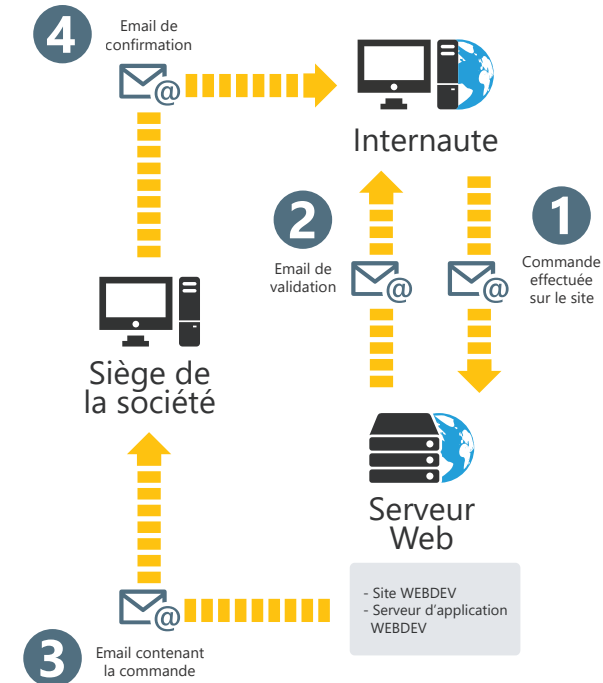 4
Email de
confirmation
@
Internaute
2
Email de
validation
@
1
Commande
effectuée
sur le site
@
Siège de
la société
Serveur
Web
- Site WEBDEV
- Serveur d'application
WEBDEV
@
3
Email contenant
la commande